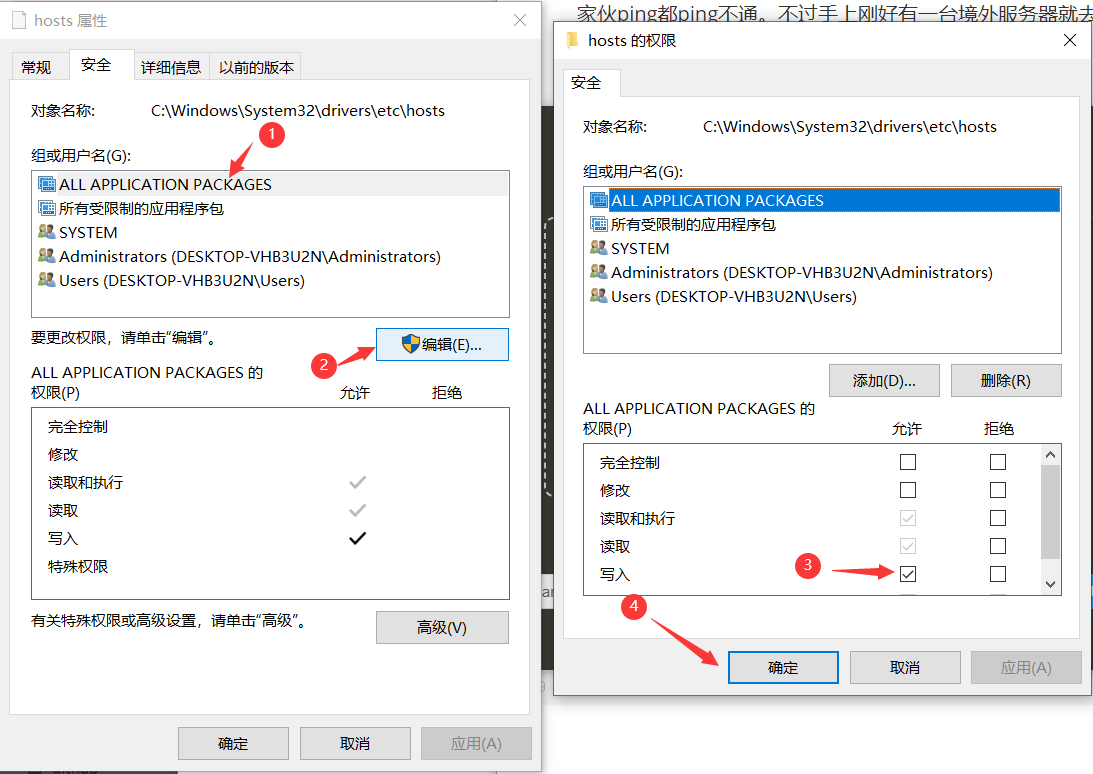 家伙ping都ping不通。不过手上刚好有一台境外服务器就去
hosts 属性
常规
安全
详细信息
以前的版本
对象名称:
C:\Windows\System32\drivers\etc\hosts
1
组或用户名(G):
ALL APPLICATION PACKAGES
所有受限制的应用程序包
SYSTEM
Administrators (DESKTOP-VHB3U2N\Administrators)
Users (DESKTOP-VHB3U2N\Users)
要更改权限，请单击“编辑”。
编辑(E)...
2
ALL APPLICATION PACKAGES 的
权限(P)
允许
拒绝
完全控制
修改
读取和执行
读取
写入
特殊权限
有关特殊权限或高级设置，请单击“高级”。
高级(V)
确定
取消
应用(A)
hosts 的权限
安全
对象名称:
C:\Windows\System32\drivers\etc\hosts
组或用户名(G):
ALL APPLICATION PACKAGES
所有受限制的应用程序包
SYSTEM
Administrators (DESKTOP-VHB3U2N\Administrators)
Users (DESKTOP-VHB3U2N\Users)
添加(D)...
删除(R)
ALL APPLICATION PACKAGES 的
权限(P)
允许
拒绝
完全控制
修改
读取和执行
读取
写入
3
4
确定
取消
应用(A)